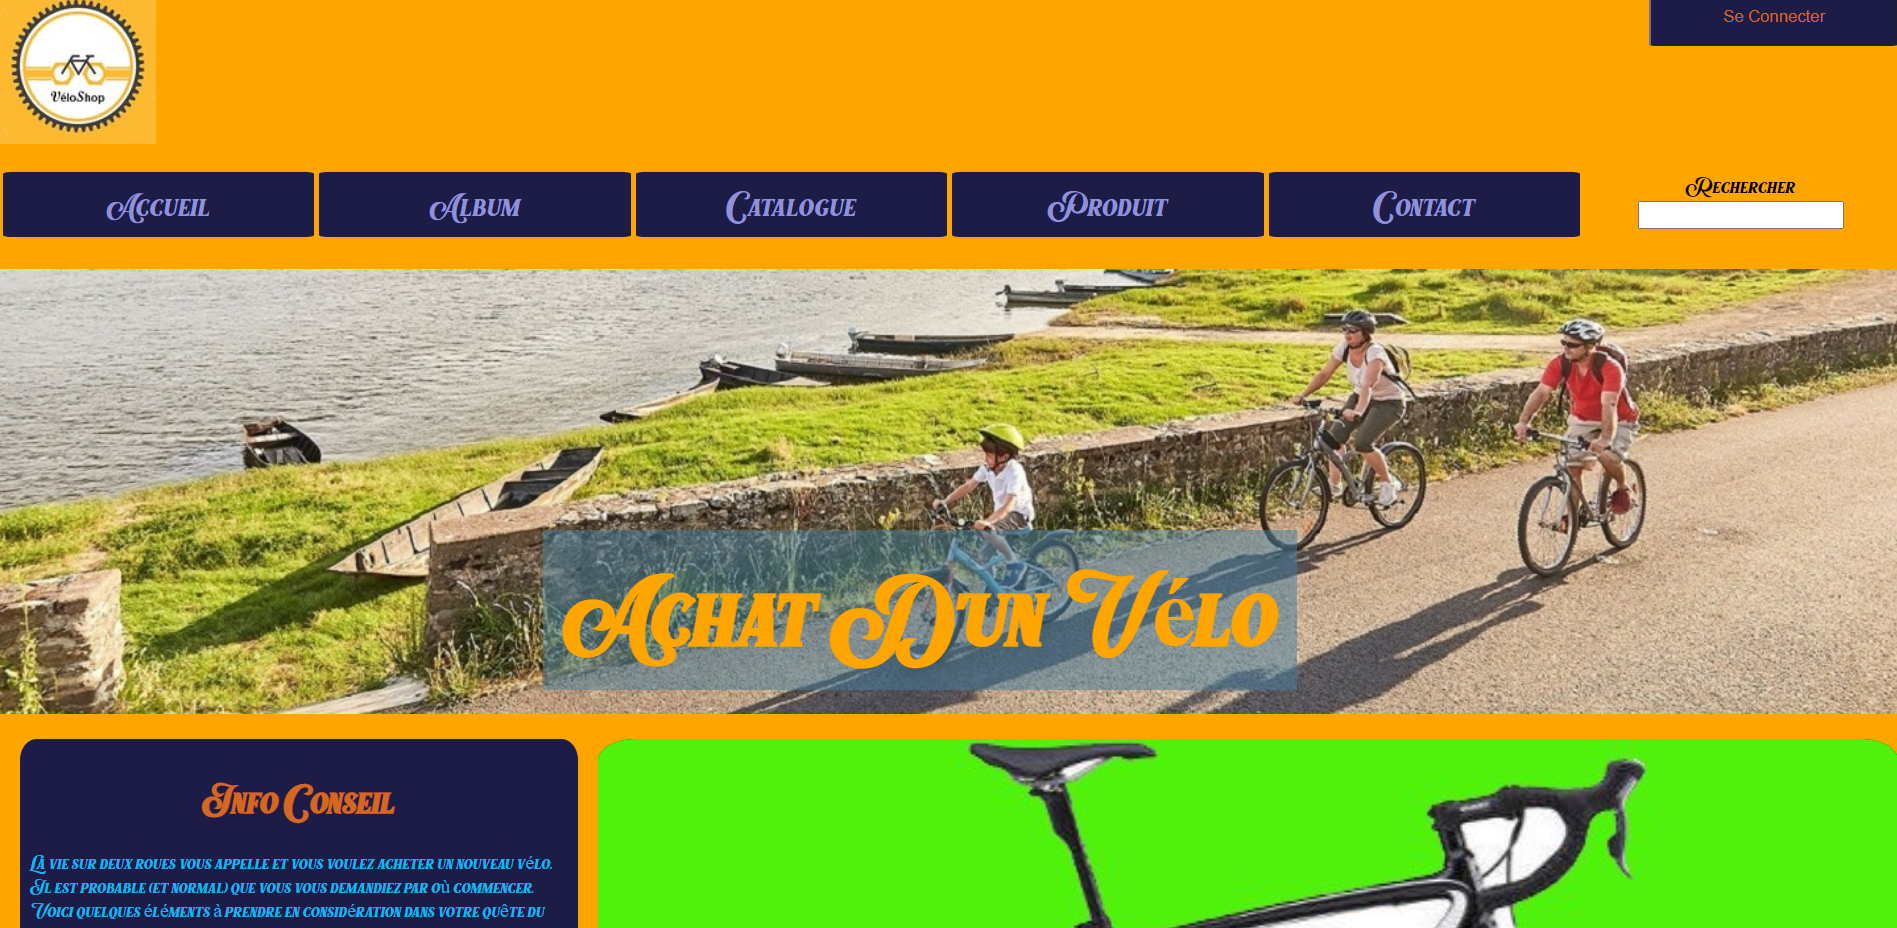 VéloShop
Se Connecter
Accueil
Album
Catalogue
Produit
Contact
Rechercher
Achat D'un Vélo
Info Conseil
La vie sur deux roues vous appelle et vous voulez acheter un nouveau vélo.
Il est probable (et normal) que vous vous demandiez par où commencer.
Voici quelques éléments à prendre en considération dans votre quête du